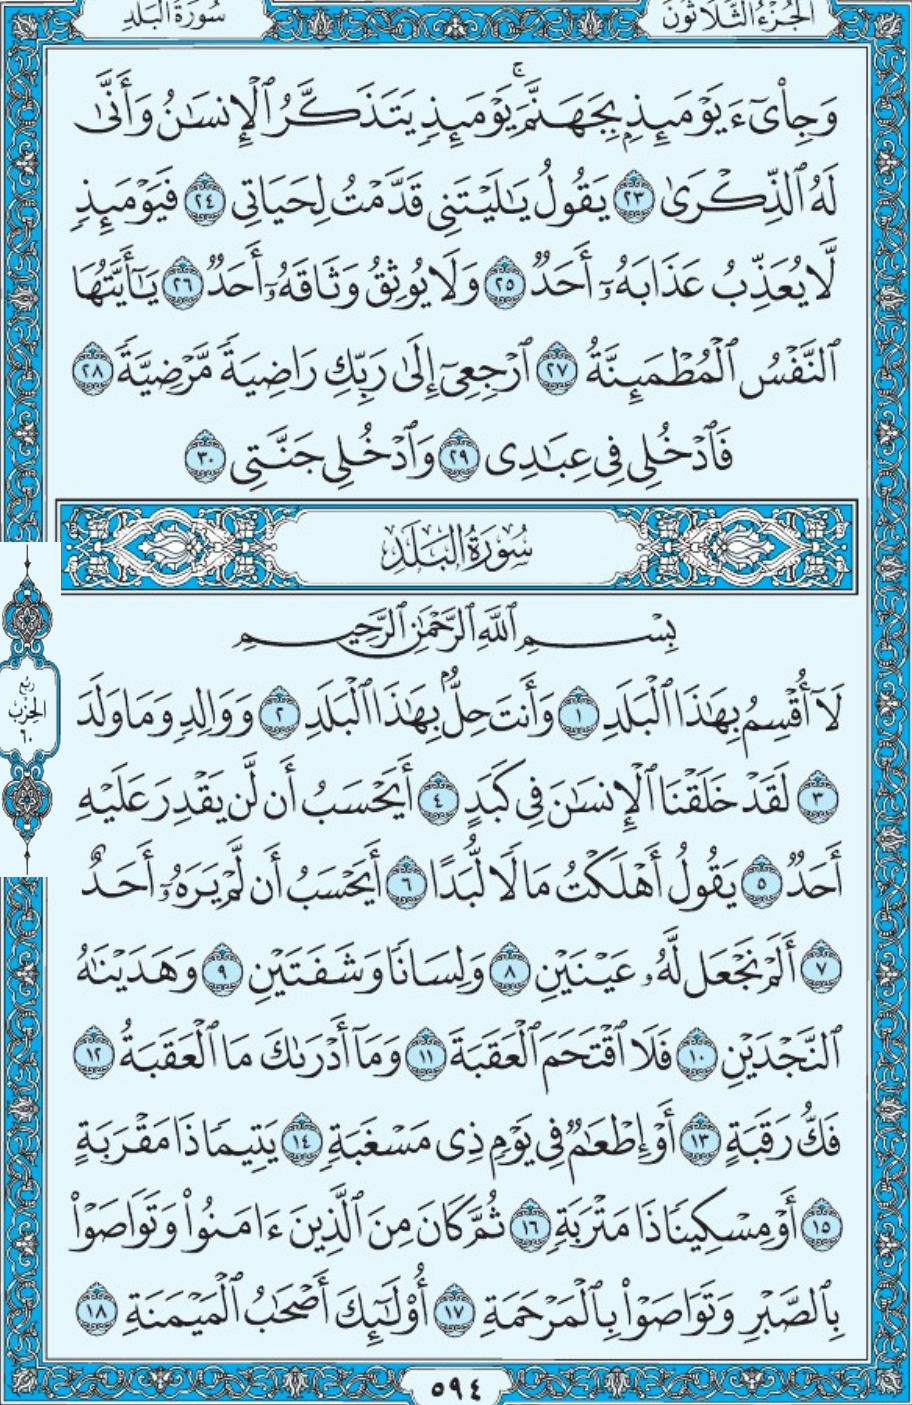 الجُزْءُ الثَّلَاثُونَ
سُورَةُ البَلَدِ
وَجِاْىٓءَ يَوْمَئِذِۭ بِجَهَنَّمَۚ يَوْمَئِذٍ يَتَذَكَّرُ ٱلْإِنسَٰنُ وَأَنَّىٰ
لَهُ ٱلذِّكْرَىٰ ٢٣ يَقُولُ يَٰلَيْتَنِى قَدَّمْتُ لِحَيَاتِى ٢٤ فَيَوْمَئِذٍ
لَّا يُعَذِّبُ عَذَابَهُۥٓ أَحَدٌ ٢٥ وَلَا يُوثِقُ وَثَاقَهُۥٓ أَحَدٌ ٢٦ يَٰٓأَيَّتُهَا
ٱلنَّفْسُ ٱلْمُطْمَئِنَّةُ ٢٧ ٱرْجِعِىٓ إِلَىٰ رَبِّكِ رَاضِيَةً مَّرْضِيَّةً ٢٨
فَٱدْخُلِى فِى عِبَٰدِى ٢٩ وَٱدْخُلِى جَنَّتِى ٣٠
سُورَةُ البَلَدِ
بِسْمِ ٱللَّهِ ٱلرَّحْمَٰنِ ٱلرَّحِيمِ
لَآ أُقْسِمُ بِهَٰذَا ٱلْبَلَدِ ١ وَأَنتَ حِلٌّۢ بِهَٰذَا ٱلْبَلَدِ ٢ وَوَالِدٍ وَمَا وَلَدَ
٣ لَقَدْ خَلَقْنَا ٱلْإِنسَٰنَ فِى كَبَدٍ ٤ أَيَحْسَبُ أَن لَّن يَقْدِرَ عَلَيْهِ
أَحَدٌ ٥ يَقُولُ أَهْلَكْتُ مَالًا لُّبَدًا ٦ أَيَحْسَبُ أَن لَّمْ يَرَهُۥٓ أَحَدٌ
٧ أَلَمْ نَجْعَل لَّهُۥ عَيْنَيْنِ ٨ وَلِسَانًا وَشَفَتَيْنِ ٩ وَهَدَيْنَٰهُ
ٱلنَّجْدَيْنِ ١٠ فَلَا ٱقْتَحَمَ ٱلْعَقَبَةَ ١١ وَمَآ أَدْرَىٰكَ مَا ٱلْعَقَبَةُ ١٢
فَكُّ رَقَبَةٍ ١٣ أَوْ إِطْعَٰمٌ فِى يَوْمٍ ذِى مَسْغَبَةٍ ١٤ يَتِيمًا ذَا مَقْرَبَةٍ
١٥ أَوْ مِسْكِينًا ذَا مَتْرَبَةٍ ١٦ ثُمَّ كَانَ مِنَ ٱلَّذِينَ ءَامَنُوا۟ وَتَوَاصَوْا۟
بِٱلصَّبْرِ وَتَوَاصَوْا۟ بِٱلْمَرْحَمَةِ ١٧ أُو۟لَٰٓئِكَ أَصْحَٰبُ ٱلْمَيْمَنَةِ ١٨
ربع
الحزب
٦٠
٥٩٤